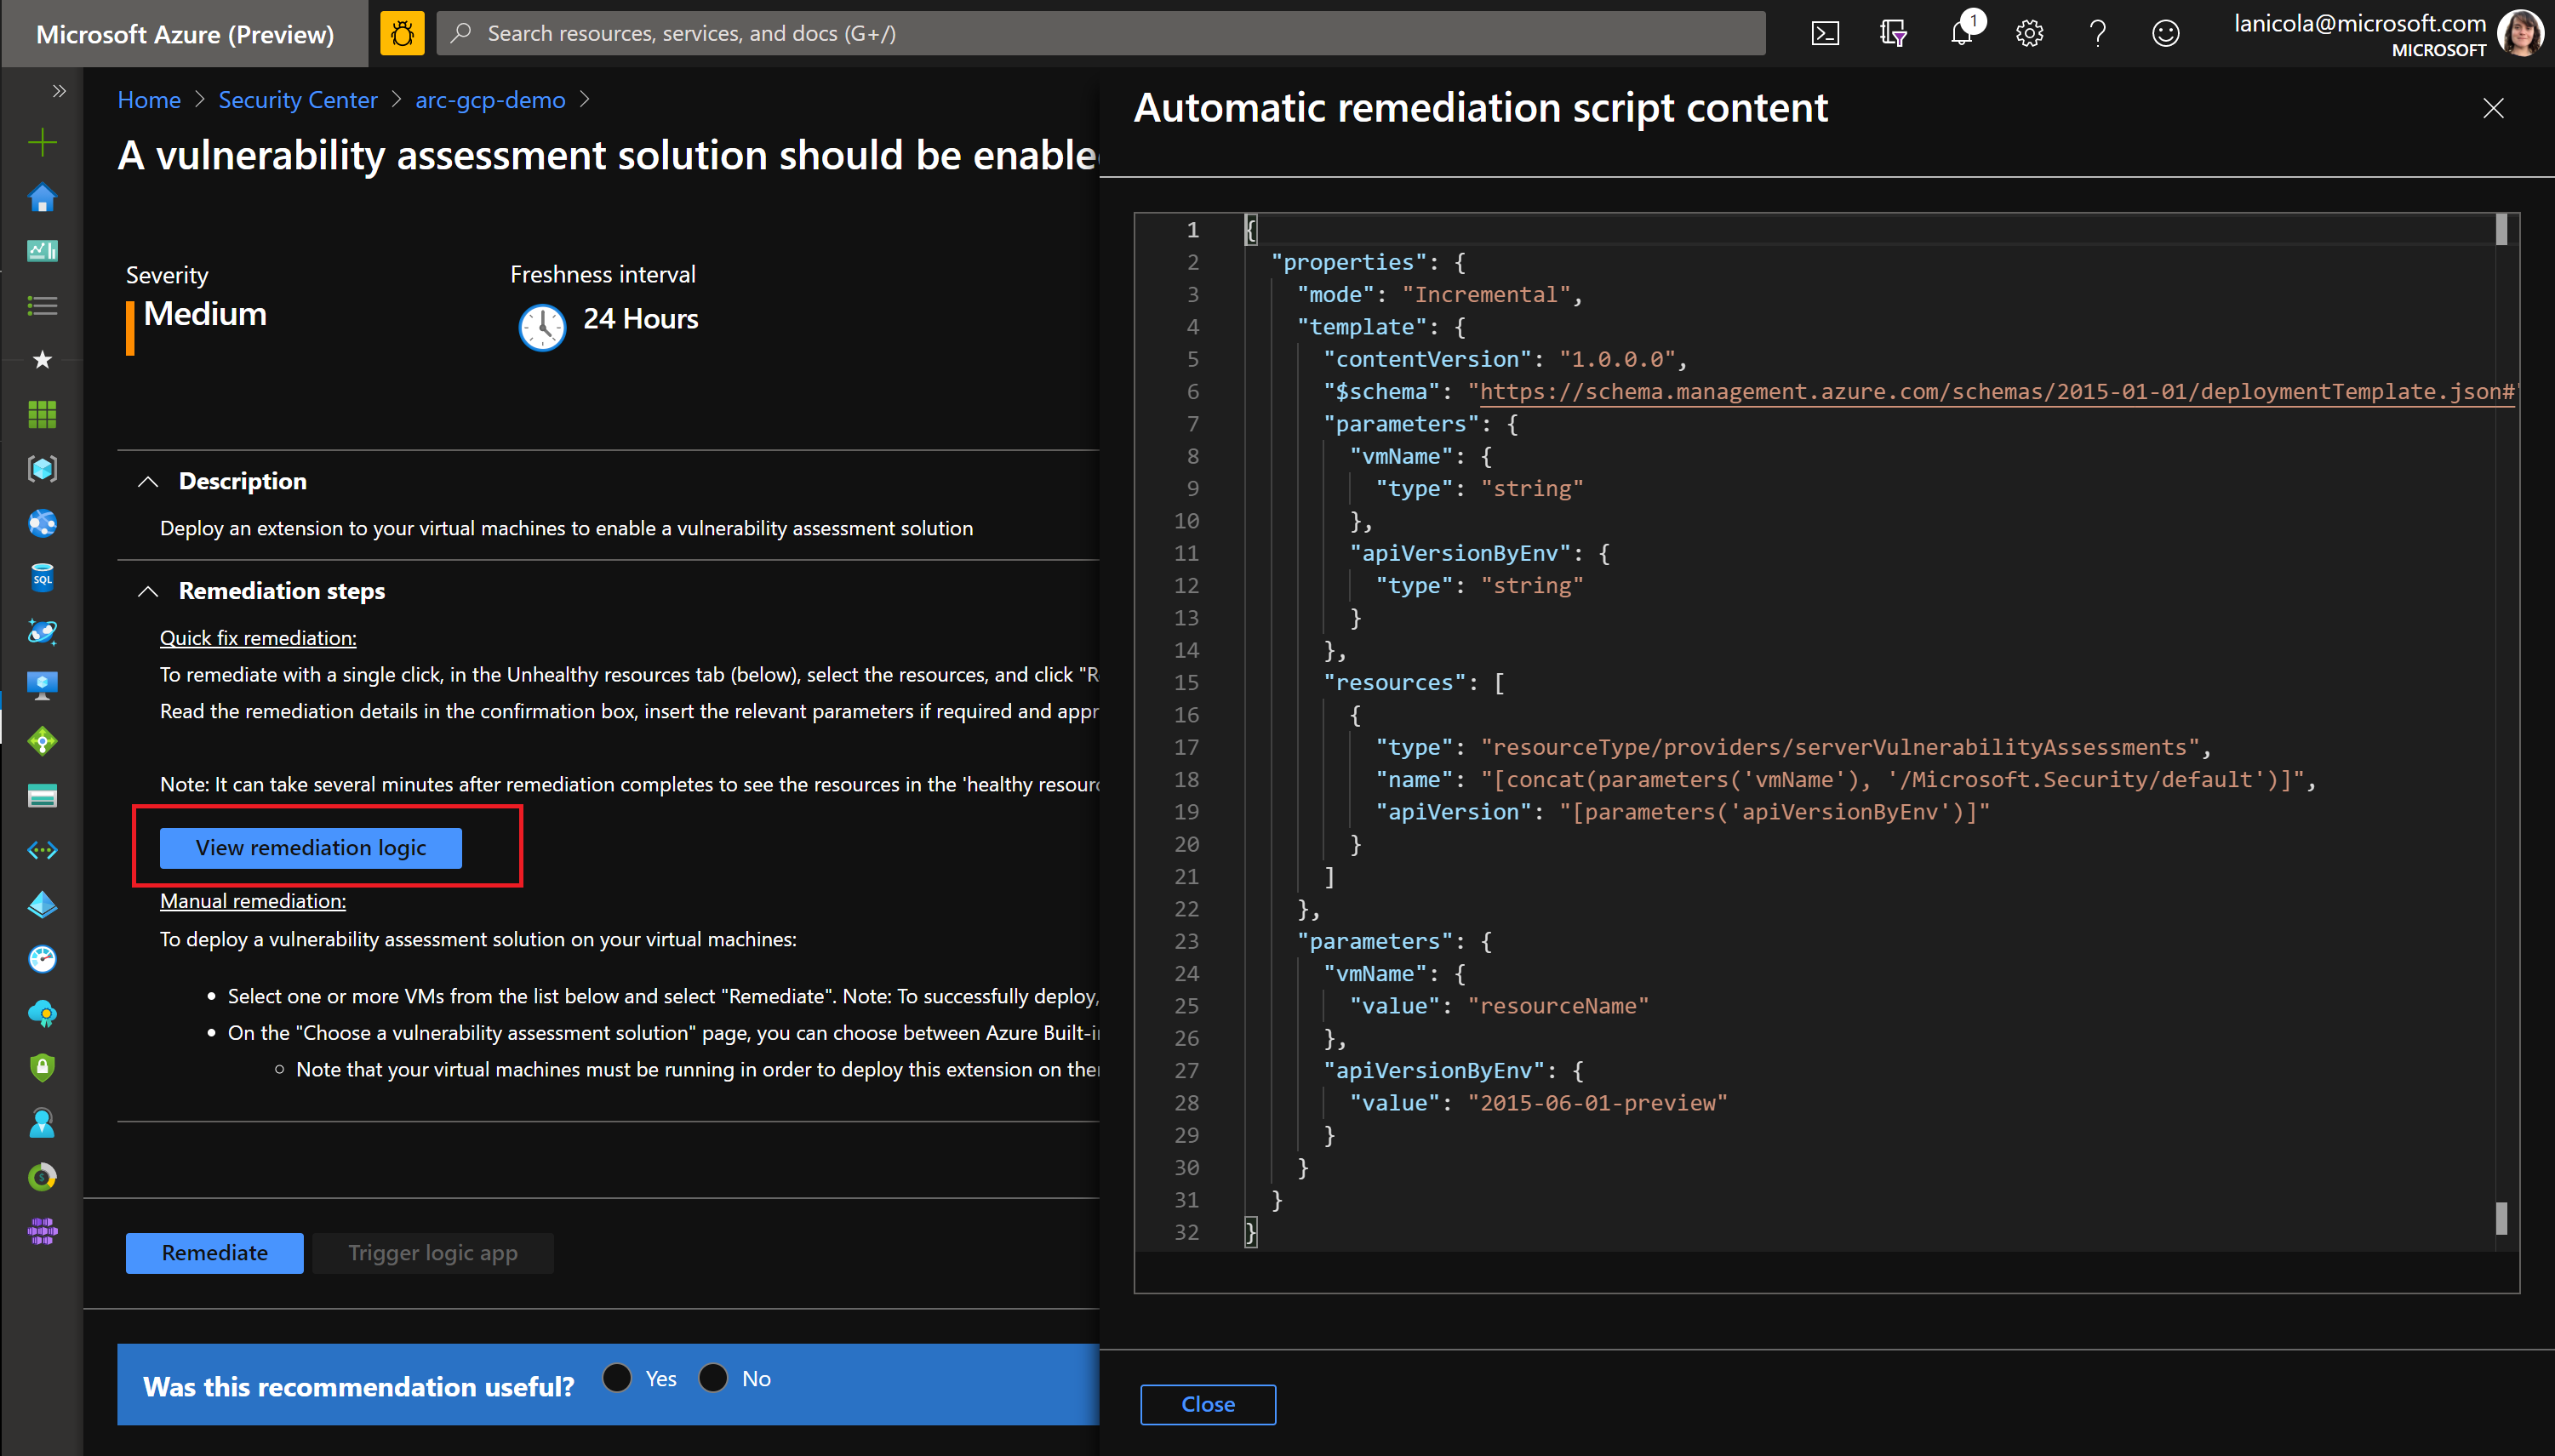 Microsoft Azure (Preview)
Search resources, services, and docs (G+/)
1
lanicola@microsoft.com
MICROSOFT
Home > Security Center > arc-gcp-demo >
A vulnerability assessment solution should be enable
Severity
Medium
Freshness interval
24 Hours
Description
Deploy an extension to your virtual machines to enable a vulnerability assessment solution
Remediation steps
Quick fix remediation:
To remediate with a single click, in the Unhealthy resources tab (below), select the resources, and click "R
Read the remediation details in the confirmation box, insert the relevant parameters if required and appr
Note: It can take several minutes after remediation completes to see the resources in the 'healthy resour
View remediation logic
Manual remediation:
To deploy a vulnerability assessment solution on your virtual machines:
• Select one or more VMs from the list below and select "Remediate". Note: To successfully deploy,
• On the "Choose a vulnerability assessment solution" page, you can choose between Azure Built-i
○ Note that your virtual machines must be running in order to deploy this extension on the
Remediate
Trigger logic app
Was this recommendation useful?
Yes
No
SQL
Automatic remediation script content
1 {
2 "properties": {
3 "mode": "Incremental",
4 "template": {
5 "contentVersion": "1.0.0.0",
6 "$schema": "https://schema.management.azure.com/schemas/2015-01-01/deploymentTemplate.json#"
7 "parameters": {
8 "vmName": {
9 "type": "string"
10 },
11 "apiVersionByEnv": {
12 "type": "string"
13 }
14 },
15 "resources": [
16 {
17 "type": "resourceType/providers/serverVulnerabilityAssessments",
18 "name": "[concat(parameters('vmName'), '/Microsoft.Security/default')]",
19 "apiVersion": "[parameters('apiVersionByEnv')]"
20 }
21 ]
22 },
23 "parameters": {
24 "vmName": {
25 "value": "resourceName"
26 },
27 "apiVersionByEnv": {
28 "value": "2015-06-01-preview"
29 }
30 }
31 }
32 }
Close